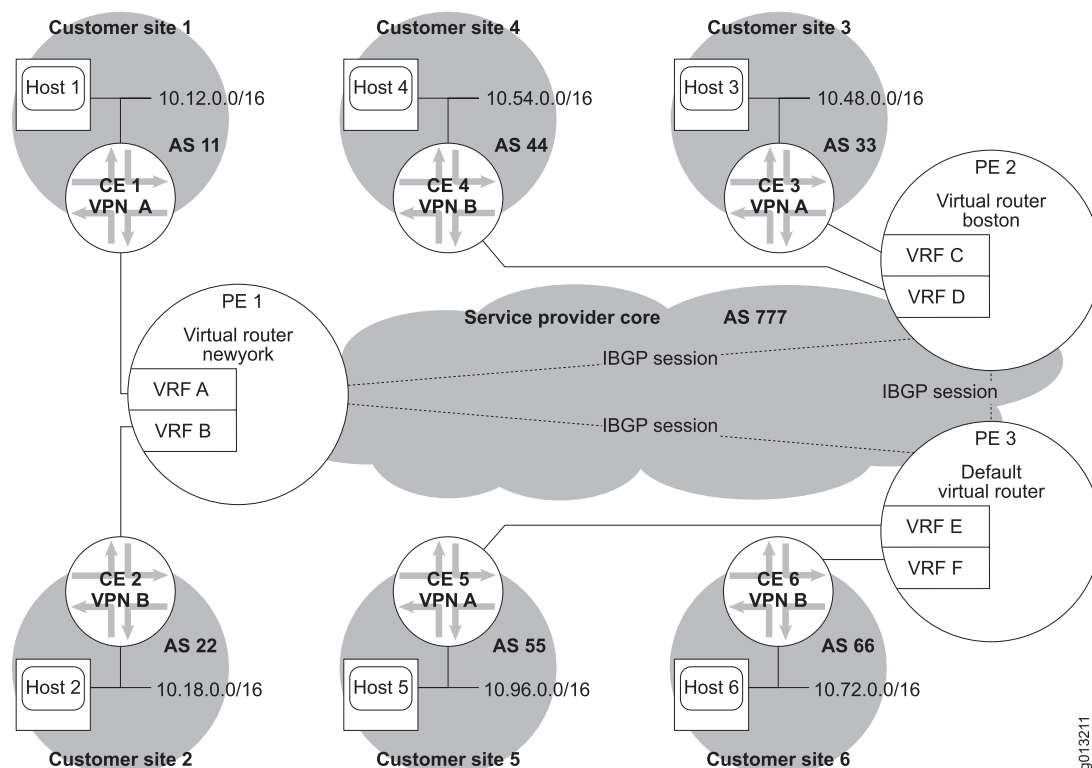 Customer site 1
Customer site 4
Customer site 3
Host 1
10.12.0.0/16
AS 11
CE 1
VPN A
Host 4
10.54.0.0/16
AS 44
CE 4
VPN B
Host 3
10.48.0.0/16
AS 33
CE 3
VPN A
PE 2
Virtual router
boston
VRF C
VRF D
PE 1
Virtual router
newyork
VRF A
VRF B
Service provider core
AS 777
IBGP session
IBGP session
IBGP session
PE 3
Default
virtual router
VRF E
VRF F
CE 2
VPN B
AS 22
Host 2
10.18.0.0/16
Customer site 2
CE 5
VPN A
AS 55
Host 5
10.96.0.0/16
Customer site 5
CE 6
VPN B
AS 66
Host 6
10.72.0.0/16
Customer site 6
g013211